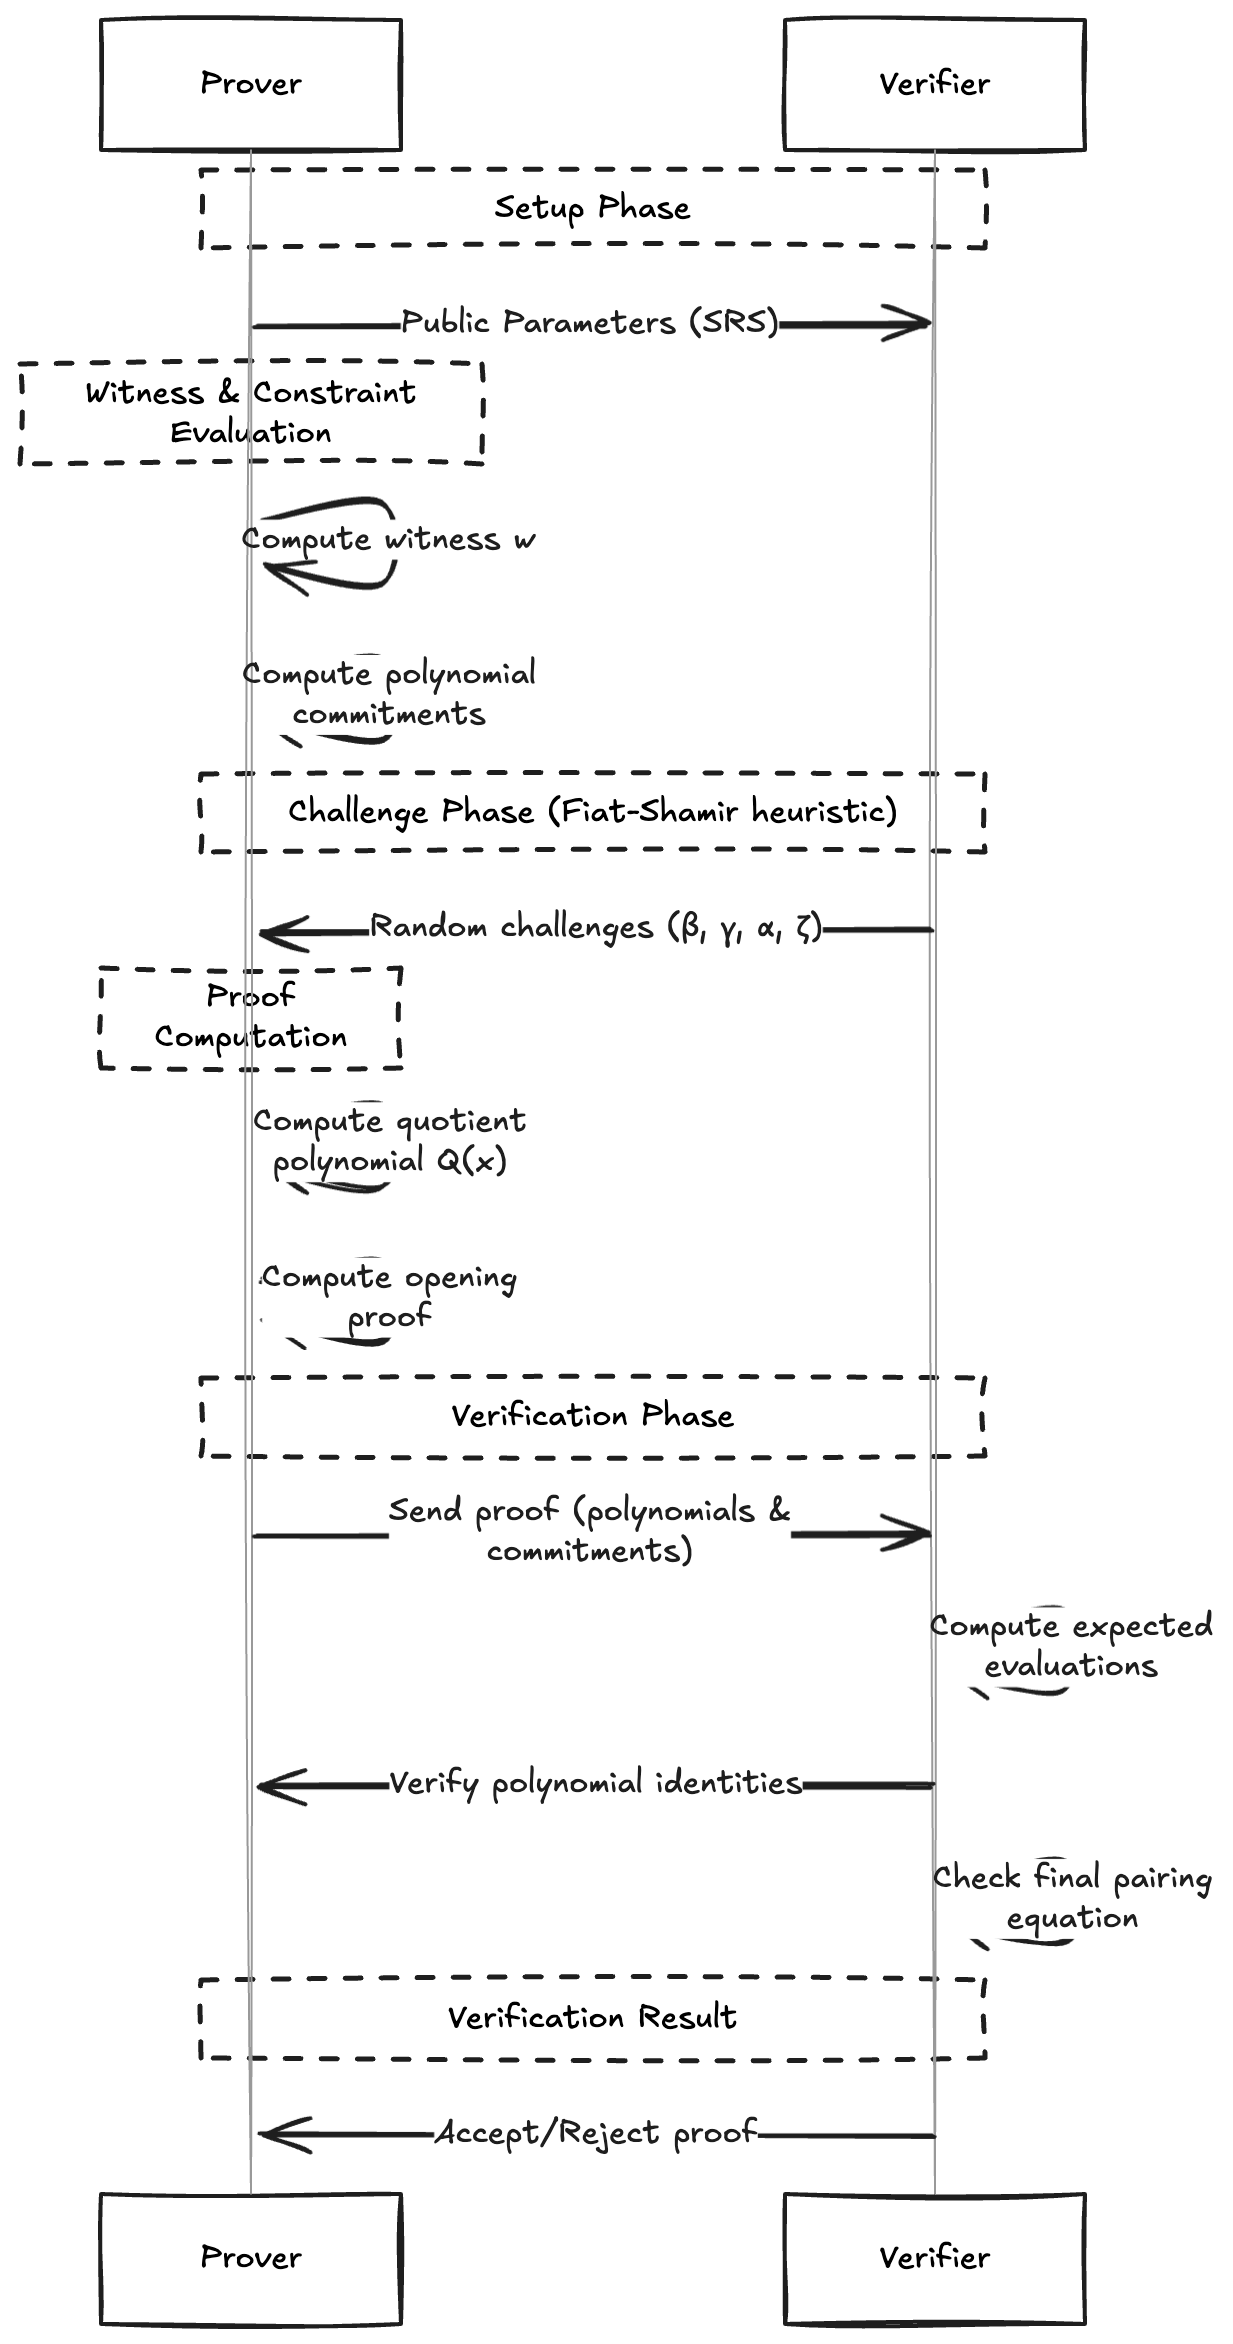 Prover
Verifier
Setup Phase
Public Parameters (SRS)
Witness & Constraint
Evaluation
Compute witness w
Compute polynomial
commitments
Challenge Phase (Fiat-Shamir heuristic)
Random challenges (β, γ, α, ζ)
Proof
Computation
Compute quotient
polynomial Q(x)
Compute opening
proof
Verification Phase
Send proof (polynomials &
commitments)
Compute expected
evaluations
Verify polynomial identities
Check final pairing
equation
Verification Result
Accept/Reject proof
Prover
Verifier